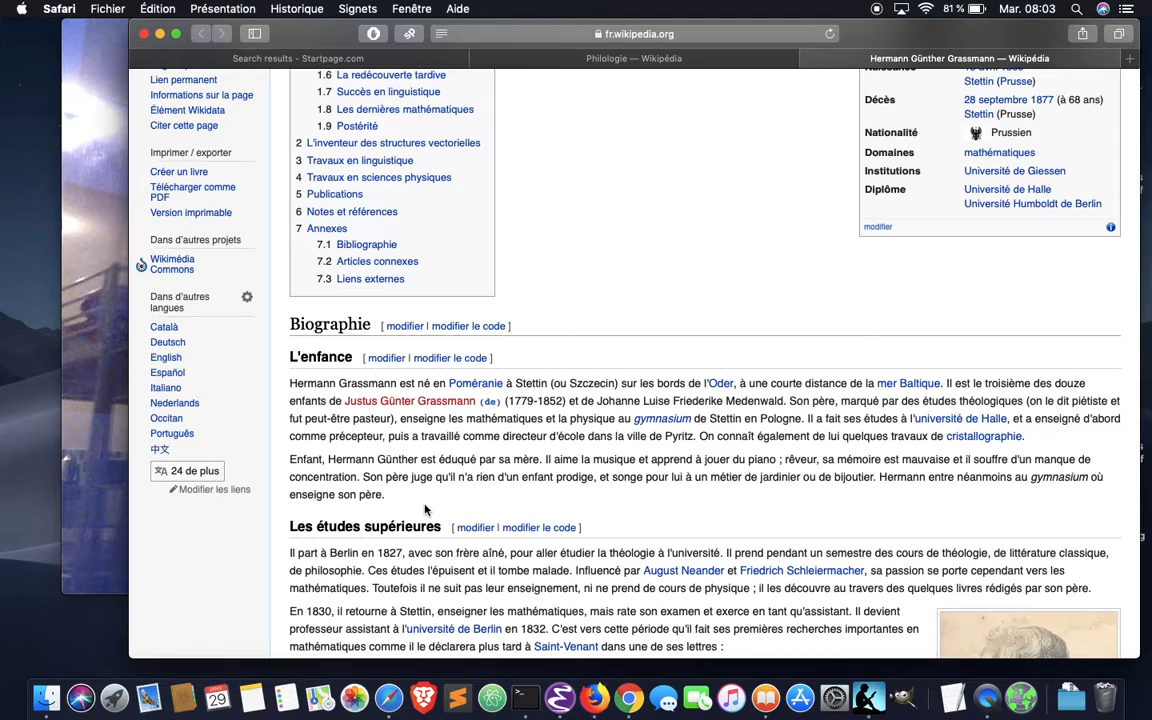 Safari Fichier Édition Présentation Historique Signets Fenêtre Aide 81 % Mar. 08:03
fr.wikipedia.org
Search results - Startpage.com Philologie — Wikipédia Hermann Günther Grassmann — Wikipédia
Lien permanent
Informations sur la page
Élément Wikidata
Citer cette page
Imprimer / exporter
Créer un livre
Télécharger comme
PDF
Version imprimable
Dans d'autres projets
Wikimédia
Commons
Dans d'autres
langues
Català
Deutsch
English
Español
Italiano
Nederlands
Occitan
Português
中文
24 de plus
Modifier les liens
1.6 La redécouverte tardive
1.7 Succès en linguistique
1.8 Les dernières mathématiques
1.9 Postérité
2 L'inventeur des structures vectorielles
3 Travaux en linguistique
4 Travaux en sciences physiques
5 Publications
6 Notes et références
7 Annexes
7.1 Bibliographie
7.2 Articles connexes
7.3 Liens externes
Stettin (Prusse)
Décès 28 septembre 1877 (à 68 ans)
Stettin (Prusse)
Nationalité Prussien
Domaines mathématiques
Institutions Université de Giessen
Diplôme Université de Halle
Université Humboldt de Berlin
modifier
Biographie [ modifier | modifier le code ]
L'enfance [ modifier | modifier le code ]
Hermann Grassmann est né en Poméranie à Stettin (ou Szczecin) sur les bords de l'Oder, à une courte distance de la mer Baltique. Il est le troisième des douze
enfants de Justus Günter Grassmann (de) (1779-1852) et de Johanne Luise Friederike Medenwald. Son père, marqué par des études théologiques (on le dit piétiste et
fut peut-être pasteur), enseigne les mathématiques et la physique au gymnasium de Stettin en Pologne. Il a fait ses études à l'université de Halle, et a enseigné d'abord
comme précepteur, puis a travaillé comme directeur d'école dans la ville de Pyritz. On connaît également de lui quelques travaux de cristallographie.
Enfant, Hermann Günther est éduqué par sa mère. Il aime la musique et apprend à jouer du piano ; rêveur, sa mémoire est mauvaise et il souffre d'un manque de
concentration. Son père juge qu'il n'a rien d'un enfant prodige, et songe pour lui à un métier de jardinier ou de bijoutier. Hermann entre néanmoins au gymnasium où
enseigne son père.
Les études supérieures [ modifier | modifier le code ]
Il part à Berlin en 1827, avec son frère aîné, pour aller étudier la théologie à l'université. Il prend pendant un semestre des cours de théologie, de littérature classique,
de philosophie. Ces études l'épuisent et il tombe malade. Influencé par August Neander et Friedrich Schleiermacher, sa passion se porte cependant vers les
mathématiques. Toutefois il ne suit pas leur enseignement, ni ne prend de cours de physique ; il les découvre au travers des quelques livres rédigés par son père.
En 1830, il retourne à Stettin, enseigner les mathématiques, mais rate son examen et exerce en tant qu'assistant. Il devient
professeur assistant à l'université de Berlin en 1832. C'est vers cette période qu'il fait ses premières recherches importantes en
mathématiques comme il le déclarera plus tard à Saint-Venant dans une de ses lettres :